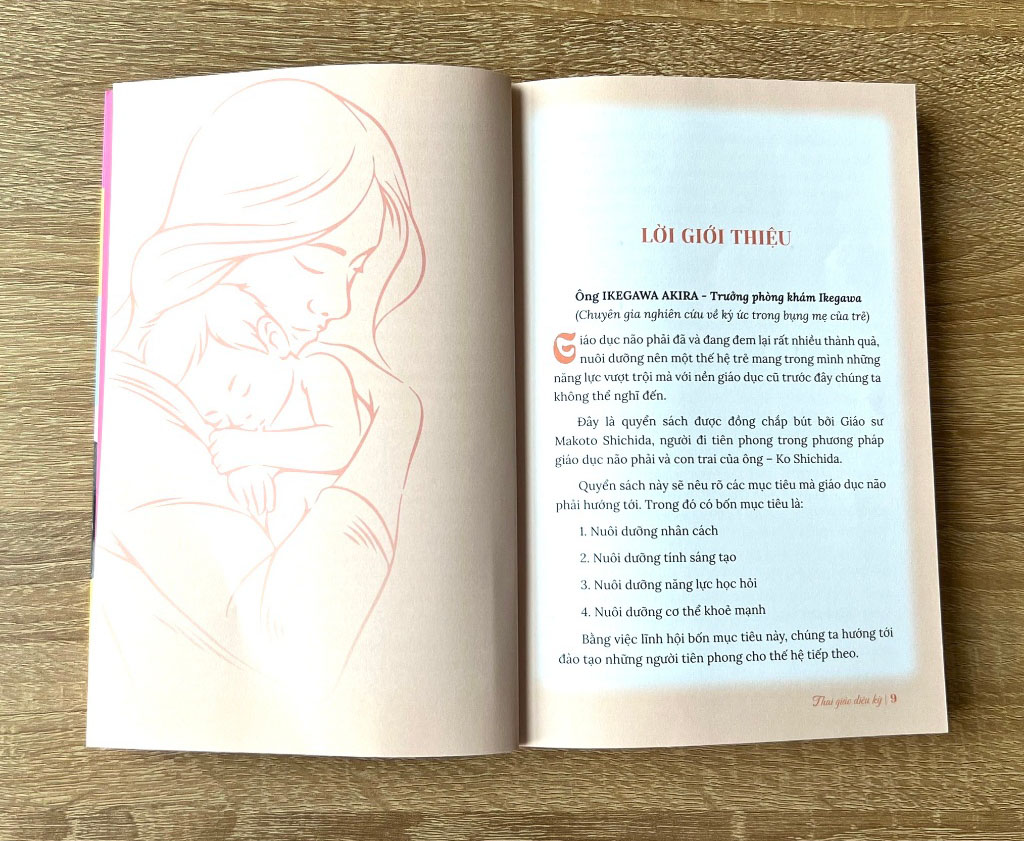 LỜI GIỚI THIỆU
Ông IKEGAWA AKIRA - Trưởng phòng khám Ikegawa
(Chuyên gia nghiên cứu về ký ức trong bụng mẹ của trẻ)
Giáo dục não phải đã và đang đem lại rất nhiều thành quả,
nuôi dưỡng nên một thế hệ trẻ mang trong mình những
năng lực vượt trội mà với nền giáo dục cũ trước đây chúng ta
không thể nghĩ đến.
Đây là quyển sách được đồng chắp bút bởi Giáo sư
Makoto Shichida, người đi tiên phong trong phương pháp
giáo dục não phải và con trai của ông – Ko Shichida.
Quyển sách này sẽ nêu rõ các mục tiêu mà giáo dục não
phải hướng tới. Trong đó có bốn mục tiêu là:
1. Nuôi dưỡng nhân cách
2. Nuôi dưỡng tính sáng tạo
3. Nuôi dưỡng năng lực học hỏi
4. Nuôi dưỡng cơ thể khoẻ mạnh
Bằng việc lĩnh hội bốn mục tiêu này, chúng ta hướng tới
đào tạo những người tiên phong cho thế hệ tiếp theo.
Thai giáo diệu kỳ | 9